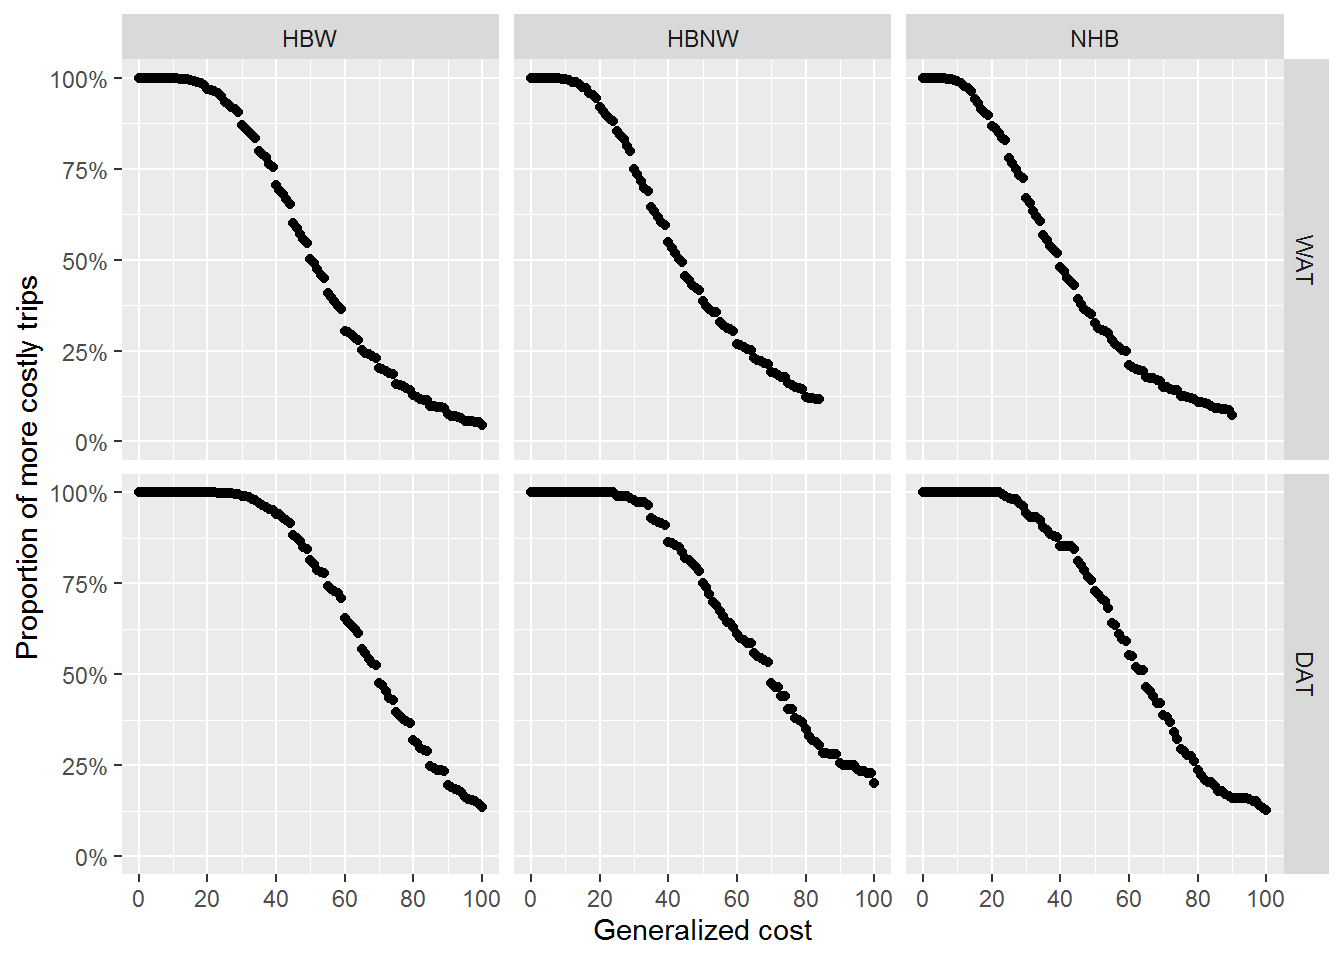 HBW HBNW NHB
100%
75%
50%
25%
0%
WAT
100%
75%
50%
25%
0%
DAT
Proportion of more costly trips
0 20 40 60 80 100 0 20 40 60 80 100 0 20 40 60 80 100
Generalized cost